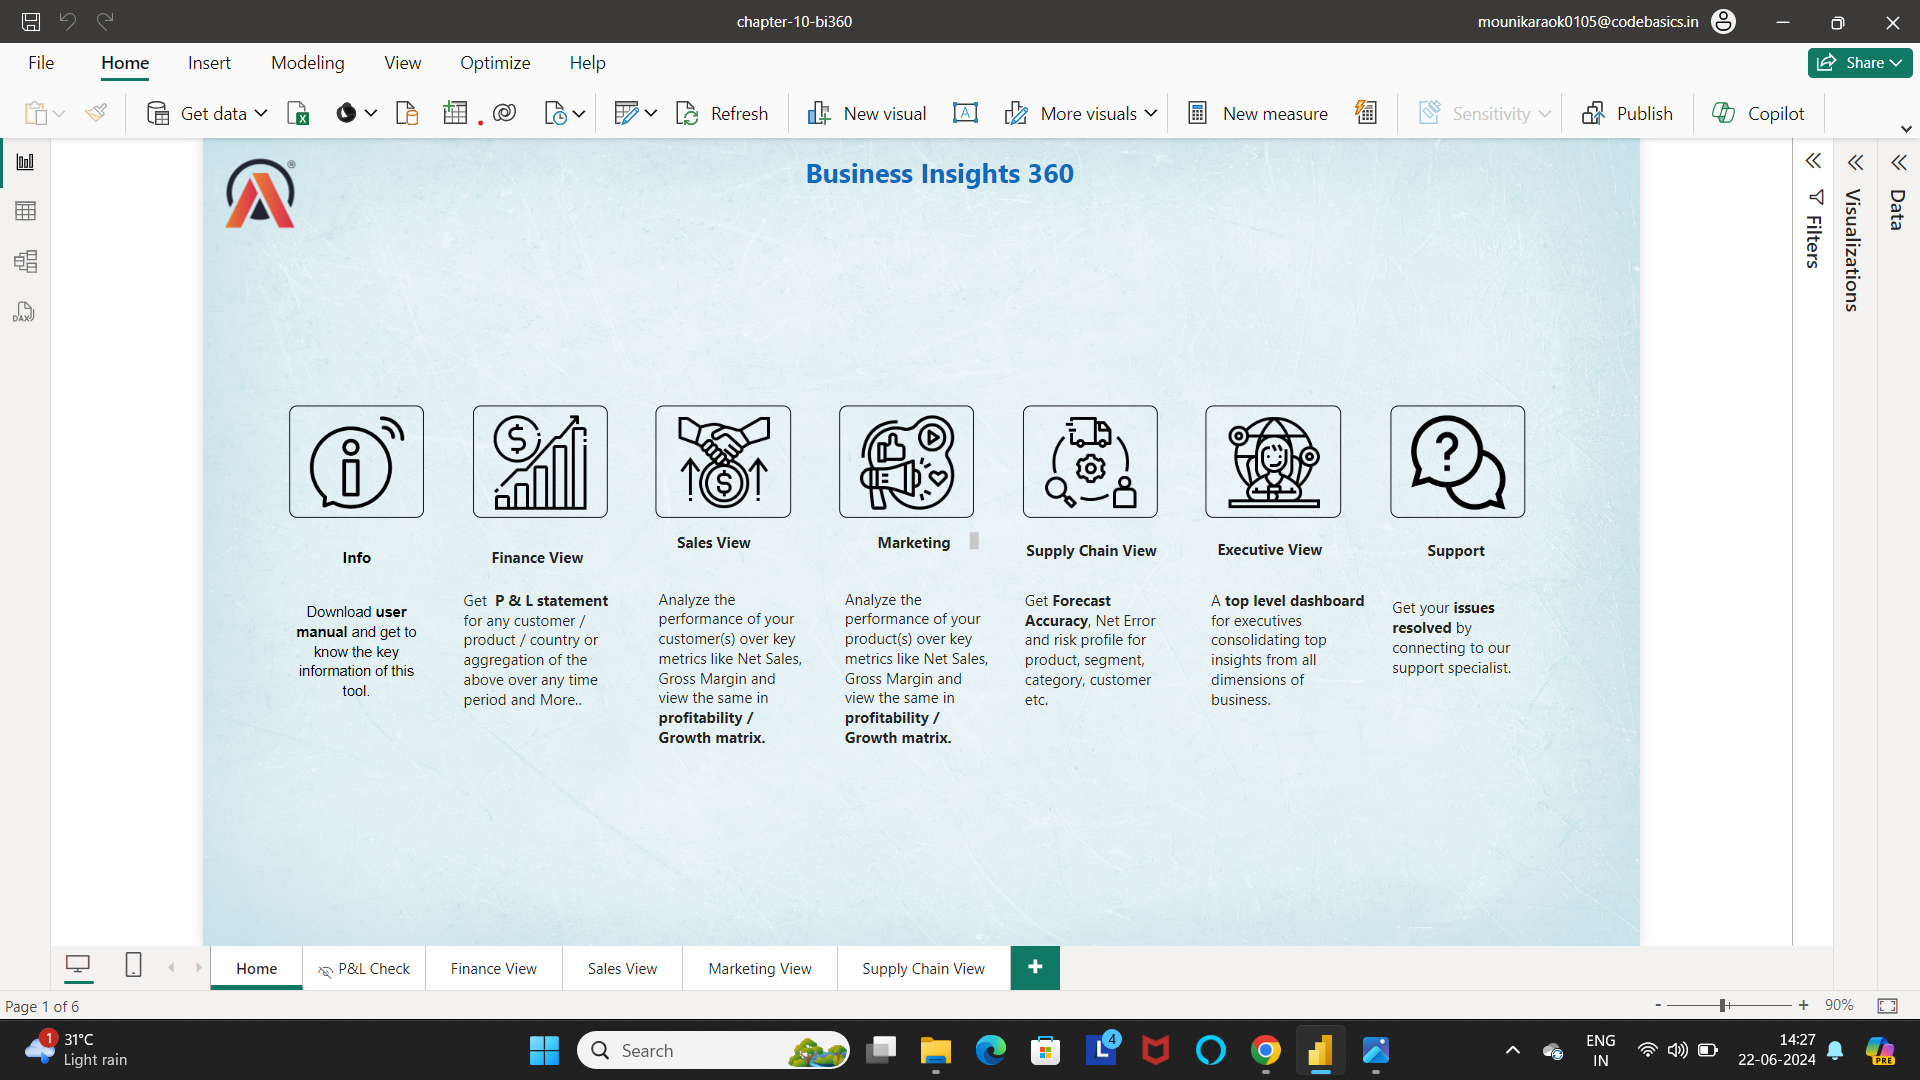 chapter-10-bi360
mounikaraok0105@codebasics.in
File
Home
Insert
Modeling
View
Optimize
Help
Share
Get data
Refresh
New visual
A
More visuals
New measure
Sensitivity
Publish
Copilot
DAX
Business Insights 360
Filters
Visualizations
Data
Info
Finance View
Sales View
Marketing
Supply Chain View
Executive View
Support
Download user
manual and get to
know the key
information of this
tool.
Get P & L statement
for any customer /
product / country or
aggregation of the
above over any time
period and More..
Analyze the
performance of your
customer(s) over key
metrics like Net Sales,
Gross Margin and
view the same in
profitability /
Growth matrix.
Analyze the
performance of your
product(s) over key
metrics like Net Sales,
Gross Margin and
view the same in
profitability /
Growth matrix.
Get Forecast
Accuracy, Net Error
and risk profile for
product, segment,
category, customer
etc.
A top level dashboard
for executives
consolidating top
insights from all
dimensions of
business.
Get your issues
resolved by
connecting to our
support specialist.
Home
P&L Check
Finance View
Sales View
Marketing View
Supply Chain View
+
Page 1 of 6
- + 90%
1
31°C
Light rain
Search
L
4
ENG
IN
14:27
22-06-2024
PRE